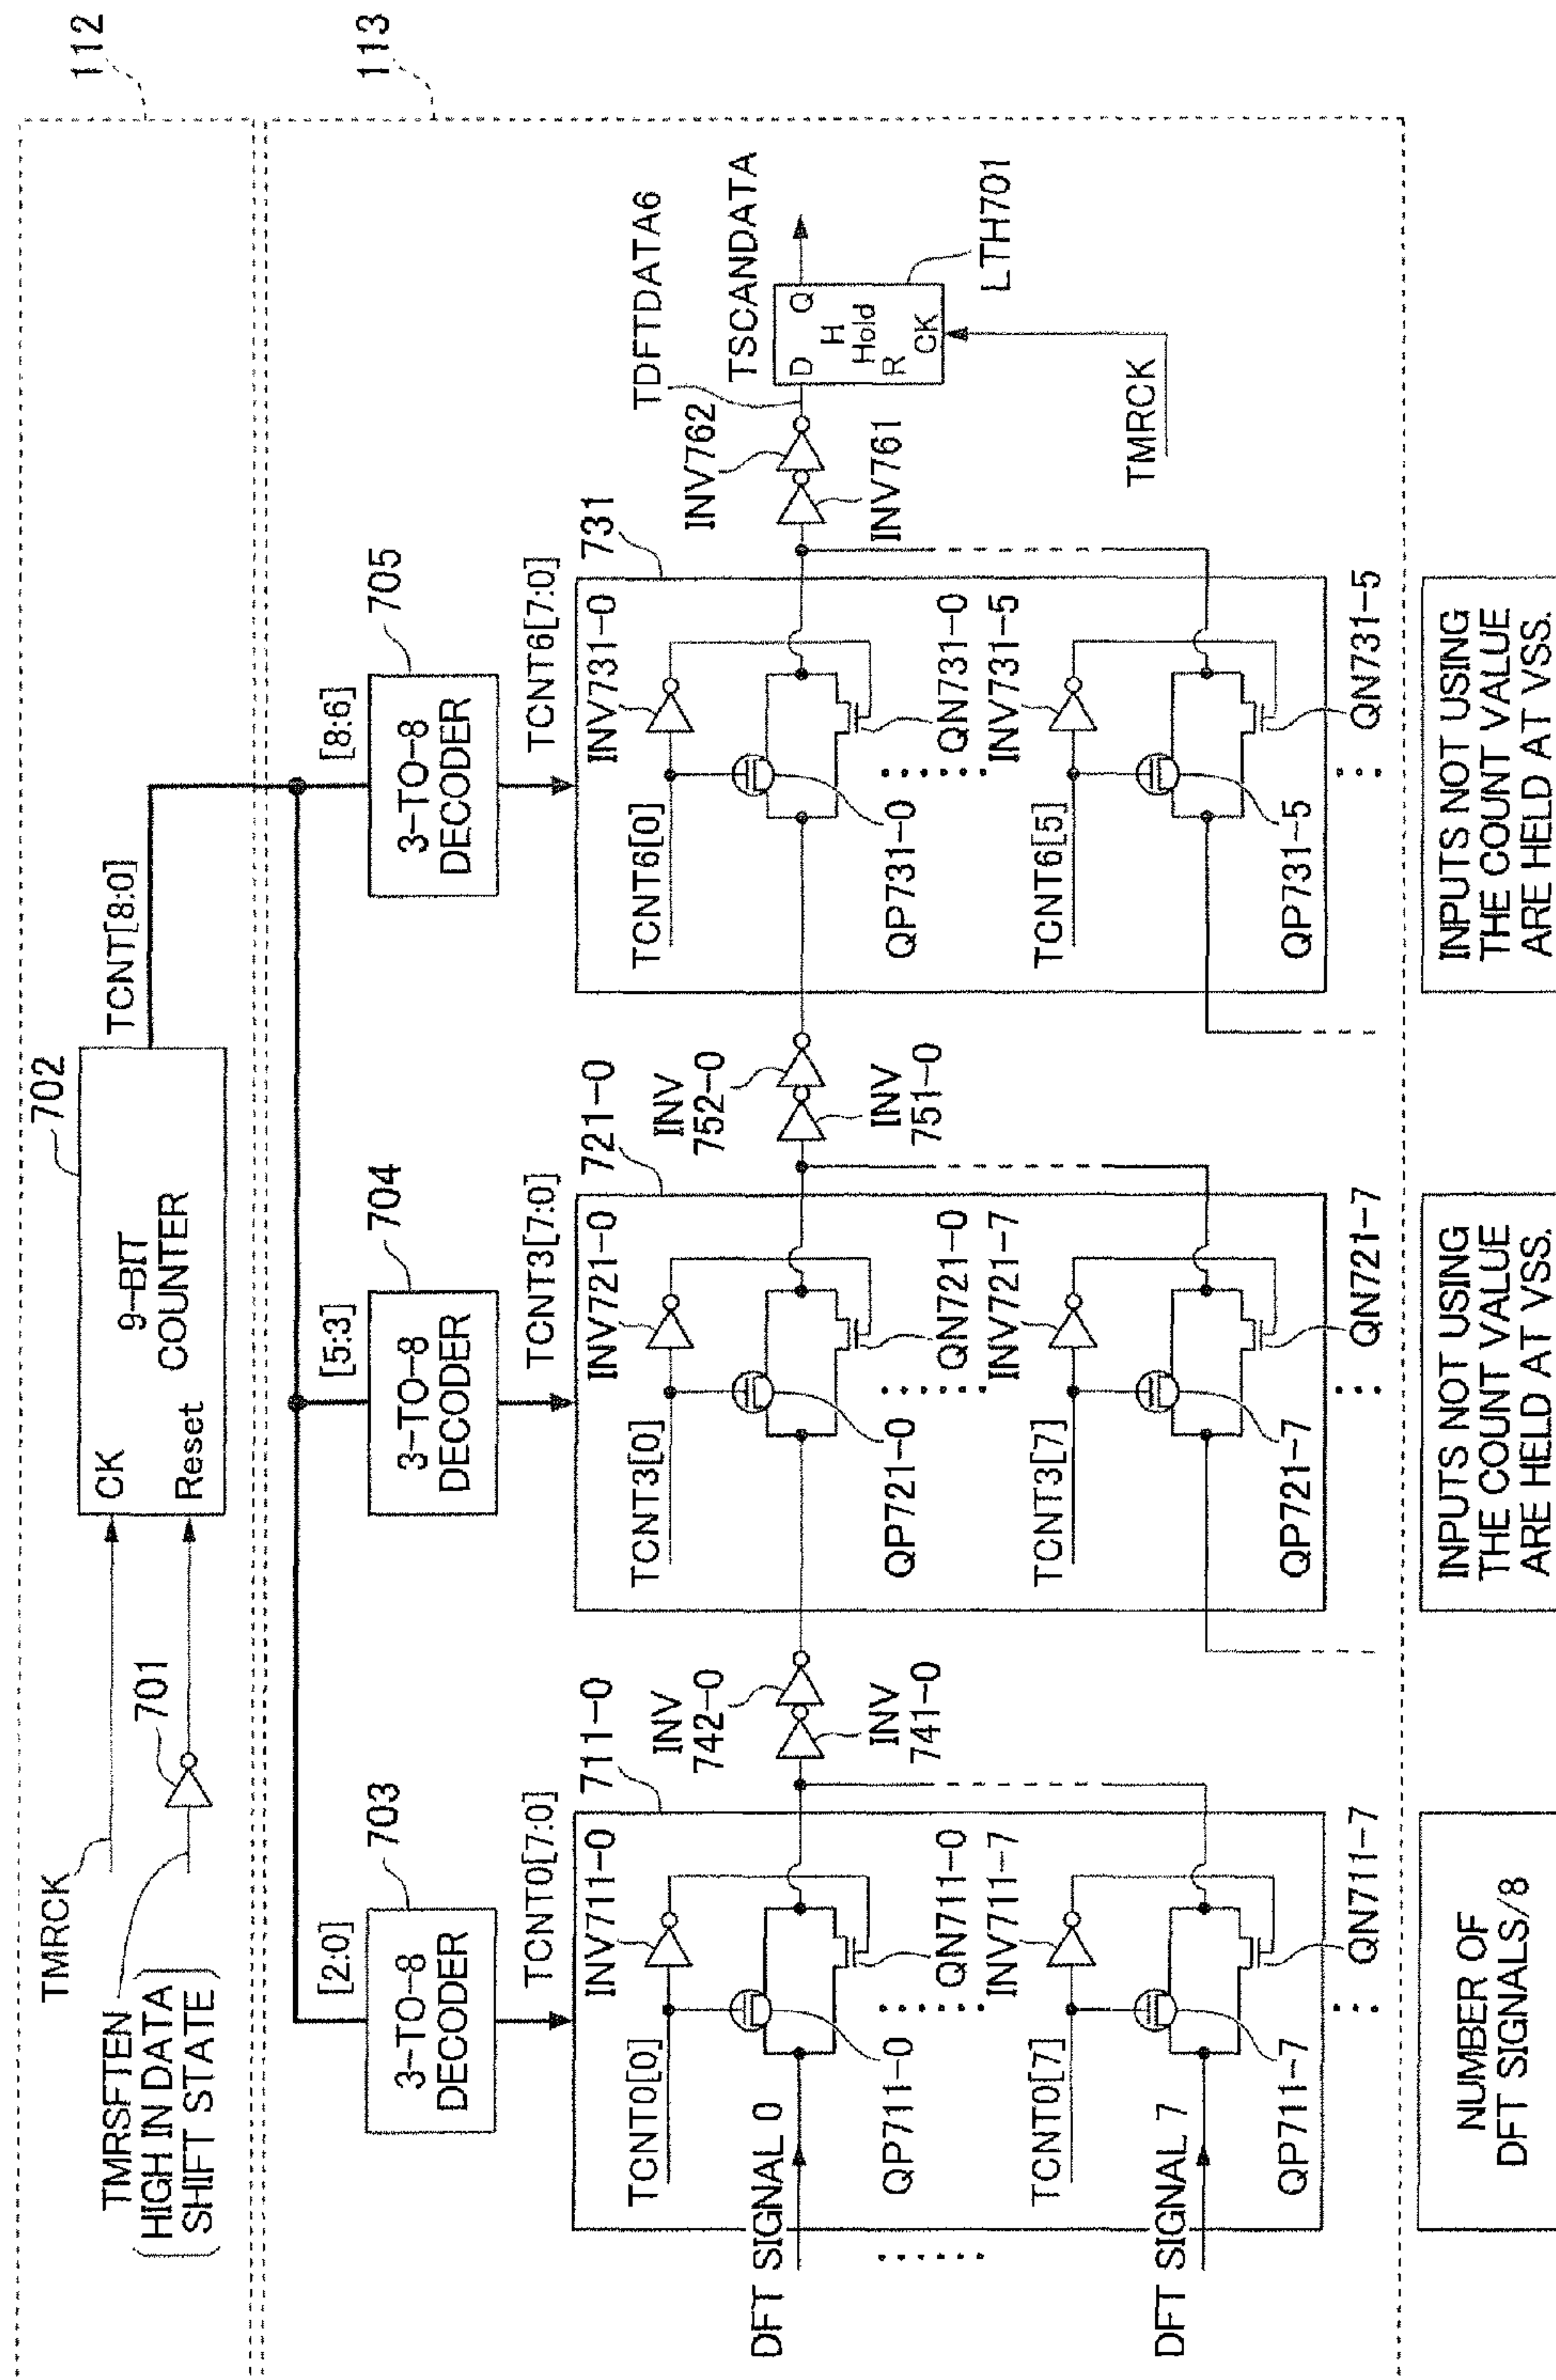 112
TMRCK
TMRSFTEN
HIGH IN DATA
SHIFT STATE
701
702
CK
Reset
9-BIT
COUNTER
TCNT[8:0]
113
[2:0]
703
3-TO-8
DECODER
TCNT0[7:0]
[5:3]
704
3-TO-8
DECODER
TCNT3[7:0]
[8:6]
705
3-TO-8
DECODER
TCNT6[7:0]
711-0
INV711-0
TCNT0[0]
DFT SIGNAL 0
QP711-0
QN711-0
INV711-7
TCNT0[7]
DFT SIGNAL 7
QP711-7
QN711-7
INV
742-0
INV
741-0
721-0
INV721-0
TCNT3[0]
QP721-0
QN721-0
INV721-7
TCNT3[7]
QP721-7
QN721-7
INV
752-0
INV
751-0
731
INV731-0
TCNT6[0]
QP731-0
QN731-0
INV731-5
TCNT6[5]
QP731-5
QN731-5
INV762
INV761
TDFTDATA6
TSCANDATA
D
Q
H
Hold
R
CK
LTH701
TMRCK
NUMBER OF
DFT SIGNALS/8
INPUTS NOT USING
THE COUNT VALUE
ARE HELD AT VSS.
INPUTS NOT USING
THE COUNT VALUE
ARE HELD AT VSS.